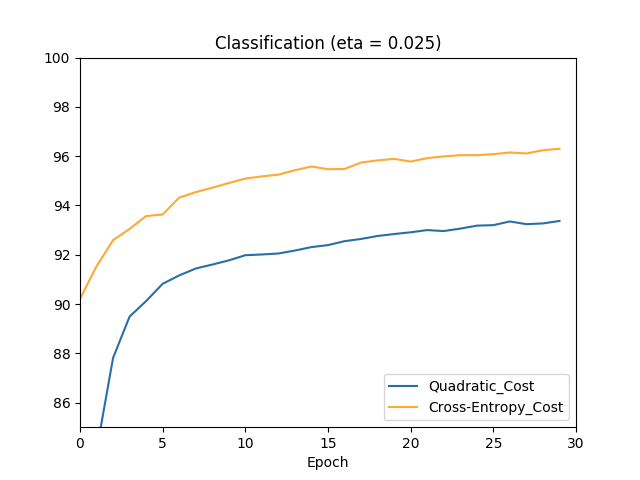 Classification (eta = 0.025)
100
98
96
94
92
90
88
86
0 5 10 15 20 25 30
Epoch
Quadratic_Cost
Cross-Entropy_Cost